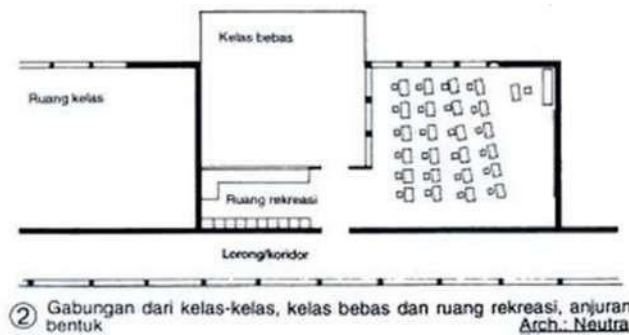 Kelas bebas
Ruang kelas
Ruang rekreasi
Lorong/koridor
2 Gabungan dari kelas-kelas, kelas bebas dan ruang rekreasi, anjuran
bentuk
Arch.: Neutra